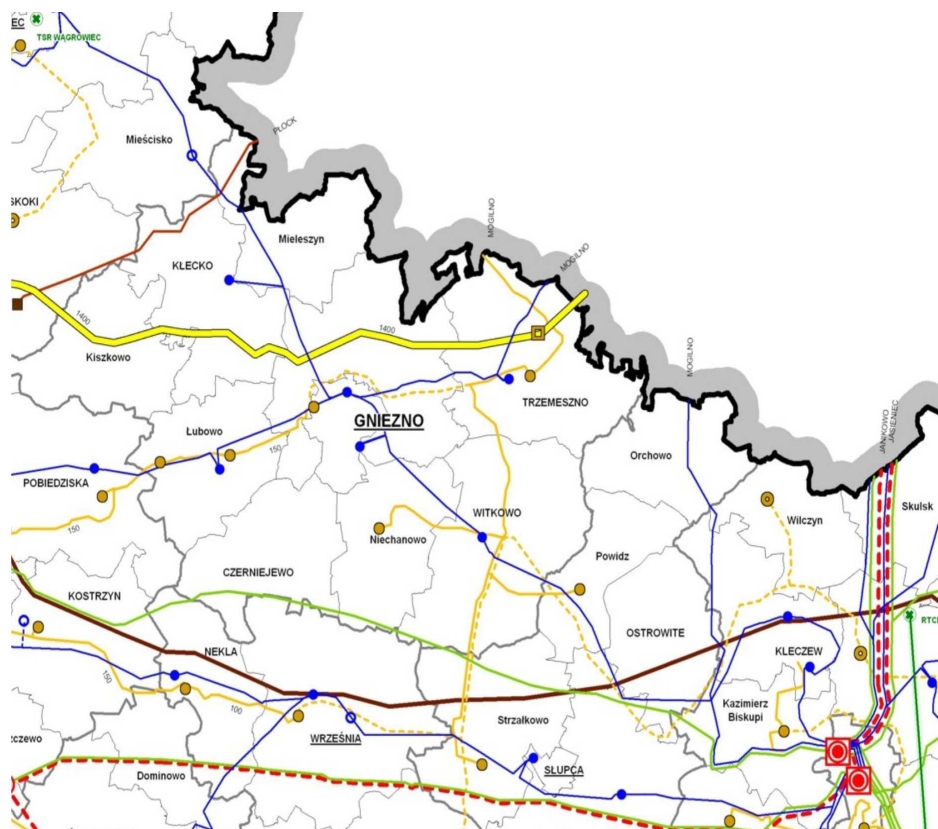 EC
TSR WĄGROWIEC
PŁOCK
Mieścisko
SKOKI
MOGILNO
MOGILNO
Mieleszyn
KŁECKO
1400
1400
Kiszkowo
MOGILNO
TRZEMESZNO
GNIEZNO
JANIKOWO
JASIENIEC
Łubowo
150
Orchowo
POBIEDZISKA
Skulsk
WITKOWO
Wilczyn
150
Niechanowo
Powidz
CZERNIEJEWO
KOSTRZYN
RTC
OSTROWITE
NEKLA
KLECZEW
150
100
Kazimierz
Biskupi
Strzałkowo
WRZEŚNIA
zczewo
Dominowo
SŁUPCA